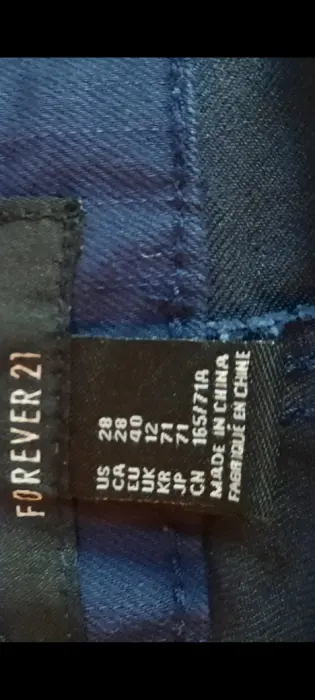 FOREVER 21
US 28
CA 28
EU 40
UK 12
KR 71
JP 71
CN 165/71A
MADE IN CHINA
FABRIQUÉ EN CHINE